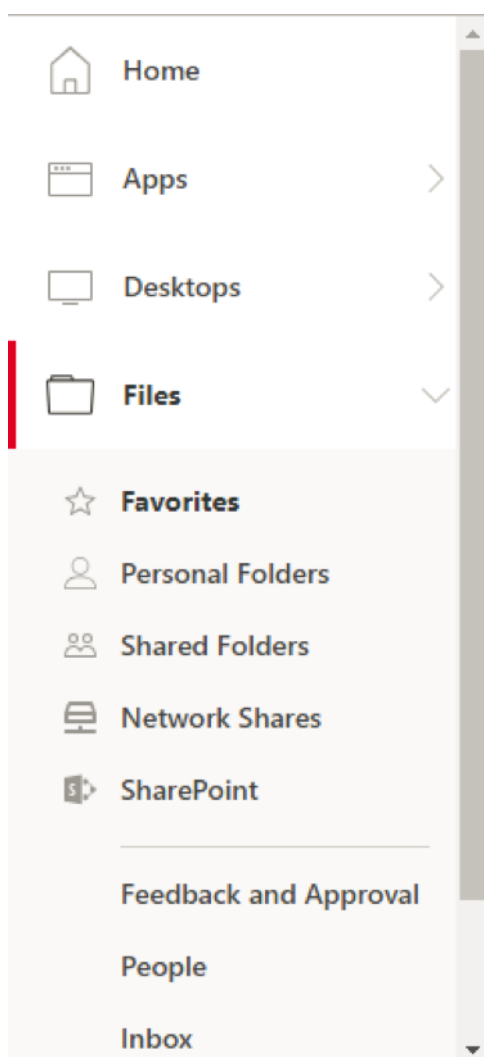 Home
Apps
Desktops
Files
Favorites
Personal Folders
Shared Folders
Network Shares
SharePoint
Feedback and Approval
People
Inbox